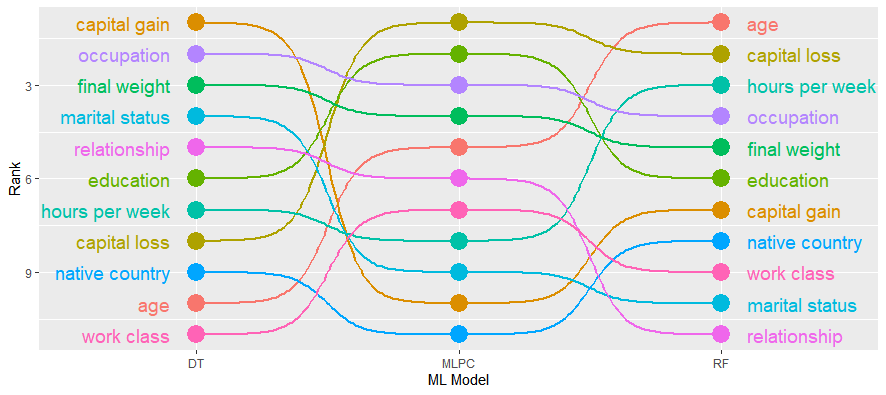 capital gain
occupation
final weight
marital status
relationship
education
hours per week
capital loss
native country
age
work class
age
capital loss
hours per week
occupation
final weight
education
capital gain
native country
work class
marital status
relationship
Rank
3
6
9
DT MLPC RF
ML Model